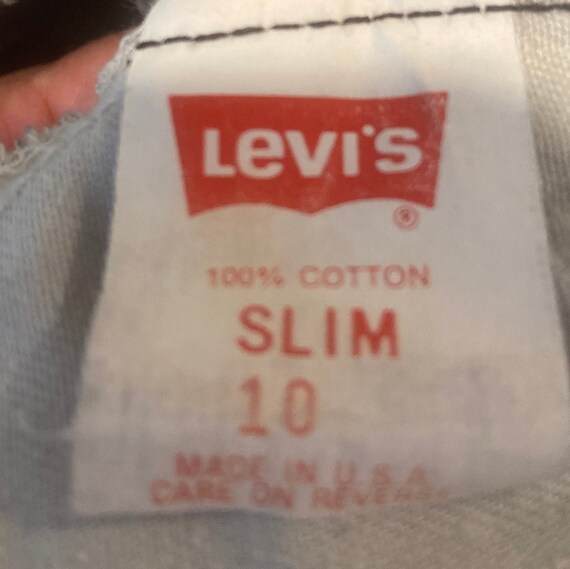 Levi's
®
100% COTTON
SLIM
10
MADE IN U.S.A.
CARE ON REVERSE